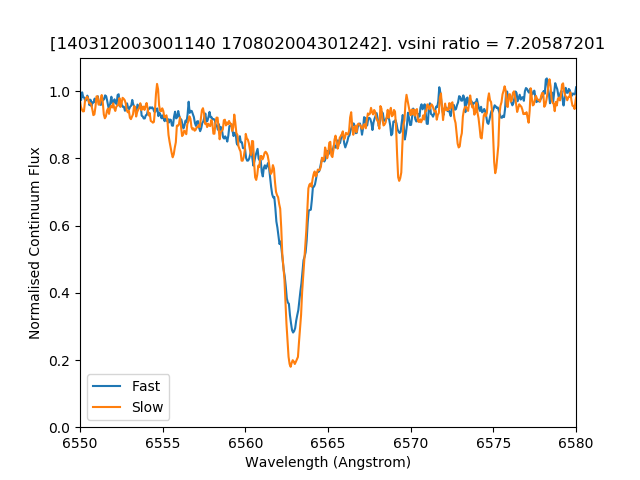 [140312003001140 170802004301242]. vsini ratio = 7.20587201
Normalised Continuum Flux
1.0
0.8
0.6
0.4
0.2
0.0
Fast
Slow
6550 6555 6560 6565 6570 6575 6580
Wavelength (Angstrom)